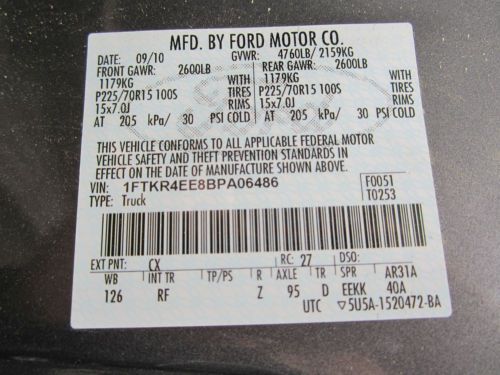 MFD. BY FORD MOTOR CO.
DATE: 09/10 GVWR: 4760LB/ 2159KG
FRONT GAWR: 2600LB REAR GAWR: 2600LB
1179KG WITH 1179KG WITH
P225/70R15 100S TIRES P225/70R15 100S TIRES
15x7.0J RIMS 15x7.0J RIMS
AT 205 kPa/ 30 PSI COLD AT 205 kPa/ 30 PSI COLD
THIS VEHICLE CONFORMS TO ALL APPLICABLE FEDERAL MOTOR
VEHICLE SAFETY AND THEFT PREVENTION STANDARDS IN
EFFECT ON THE DATE OF MANUFACTURE SHOWN ABOVE.
VIN: 1FTKR4EE8BPA06486 F0051
TYPE: Truck T0253
EXT PNT: CX RC: 27 DSO:
WB INT TR TP/PS R AXLE TR SPR AR31A
126 RF Z 95 D EEKK 40A
UTC ▽5U5A-1520472-BA